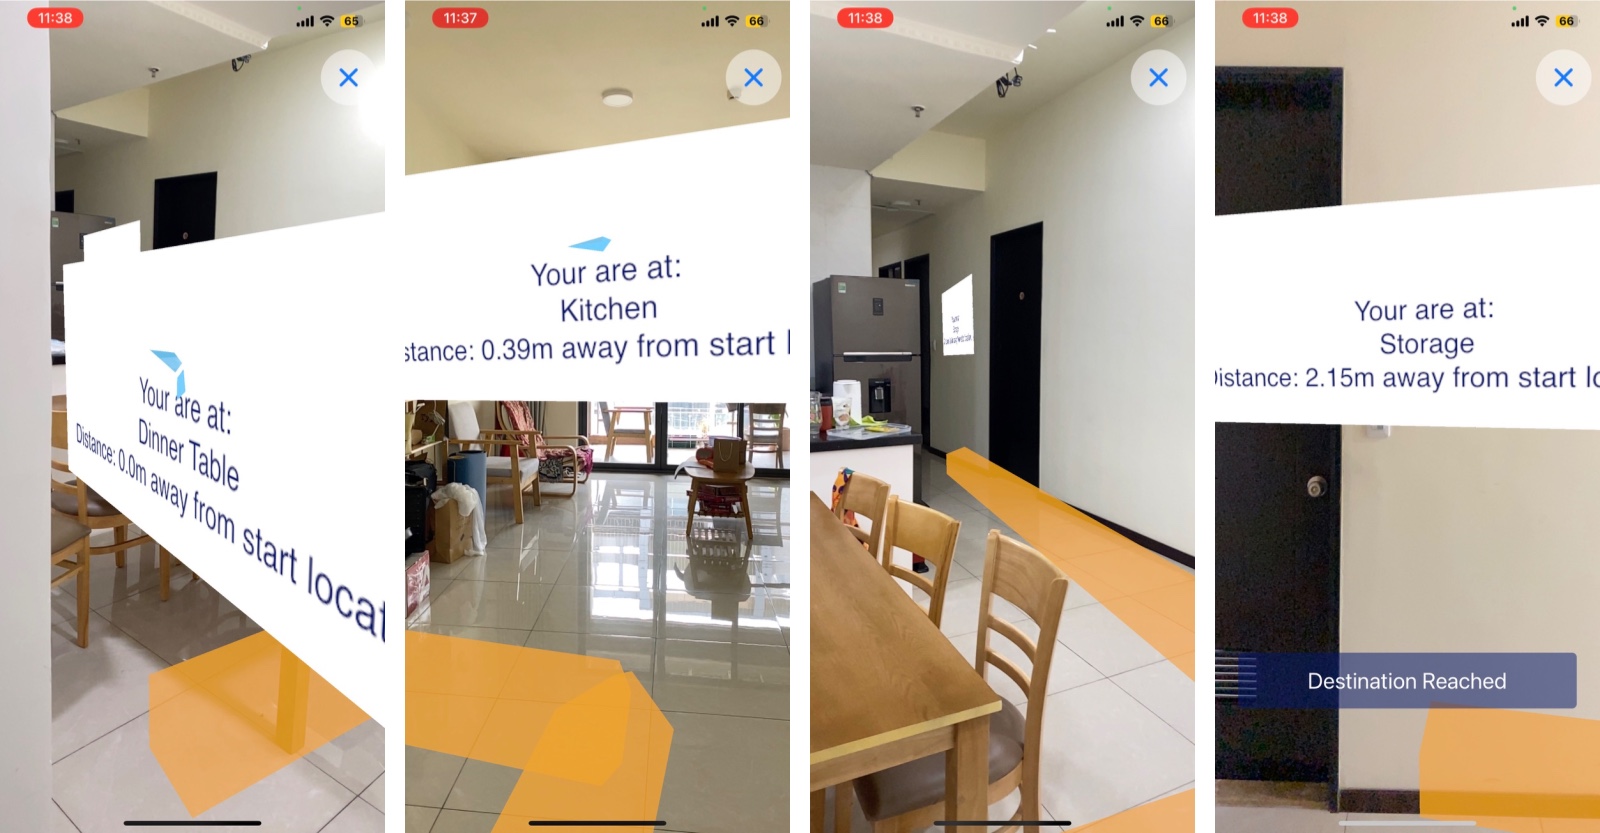 11:38
65
Your are at:
Dinner Table
Distance: 0.0m away from start locat
11:37
66
Your are at:
Kitchen
stance: 0.39m away from start l
11:38
66
11:38
66
Your are at:
Storage
Distance: 2.15m away from start lo
Destination Reached